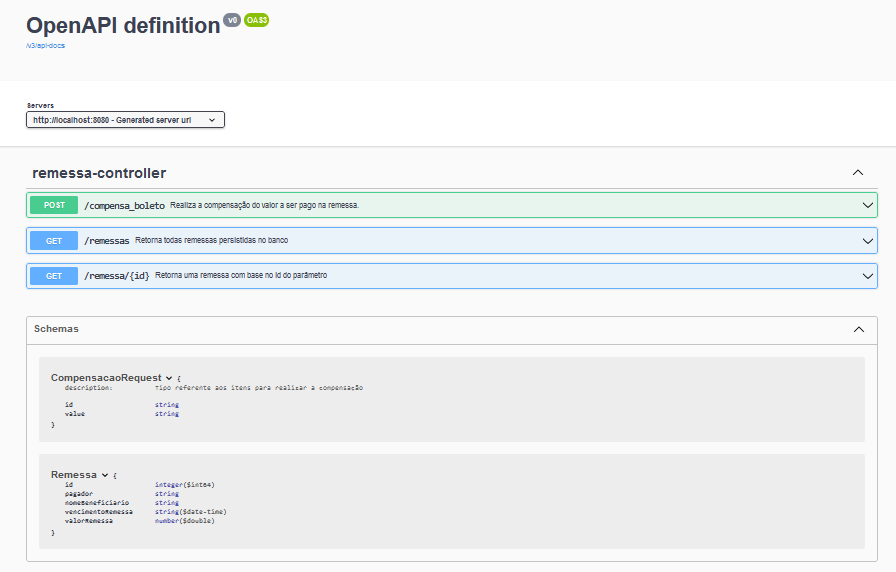 OpenAPI definition v0 OAS3
/v3/api-docs
Servers
http://localhost:8080 - Generated server url
remessa-controller
POST /compensa_boleto Realiza a compensação do valor a ser pago na remessa.
GET /remessas Retorna todas remessas persistidas no banco
GET /remessa/{id} Retorna uma remessa com base no id do parâmetro
Schemas
CompensacaoRequest {
description: Tipo referente aos itens para realizar a compensação
id string
value string
}
Remessa {
id integer($int64)
pagador string
nomeBeneficiario string
vencimentoRemessa string($date-time)
valorRemessa number($double)
}